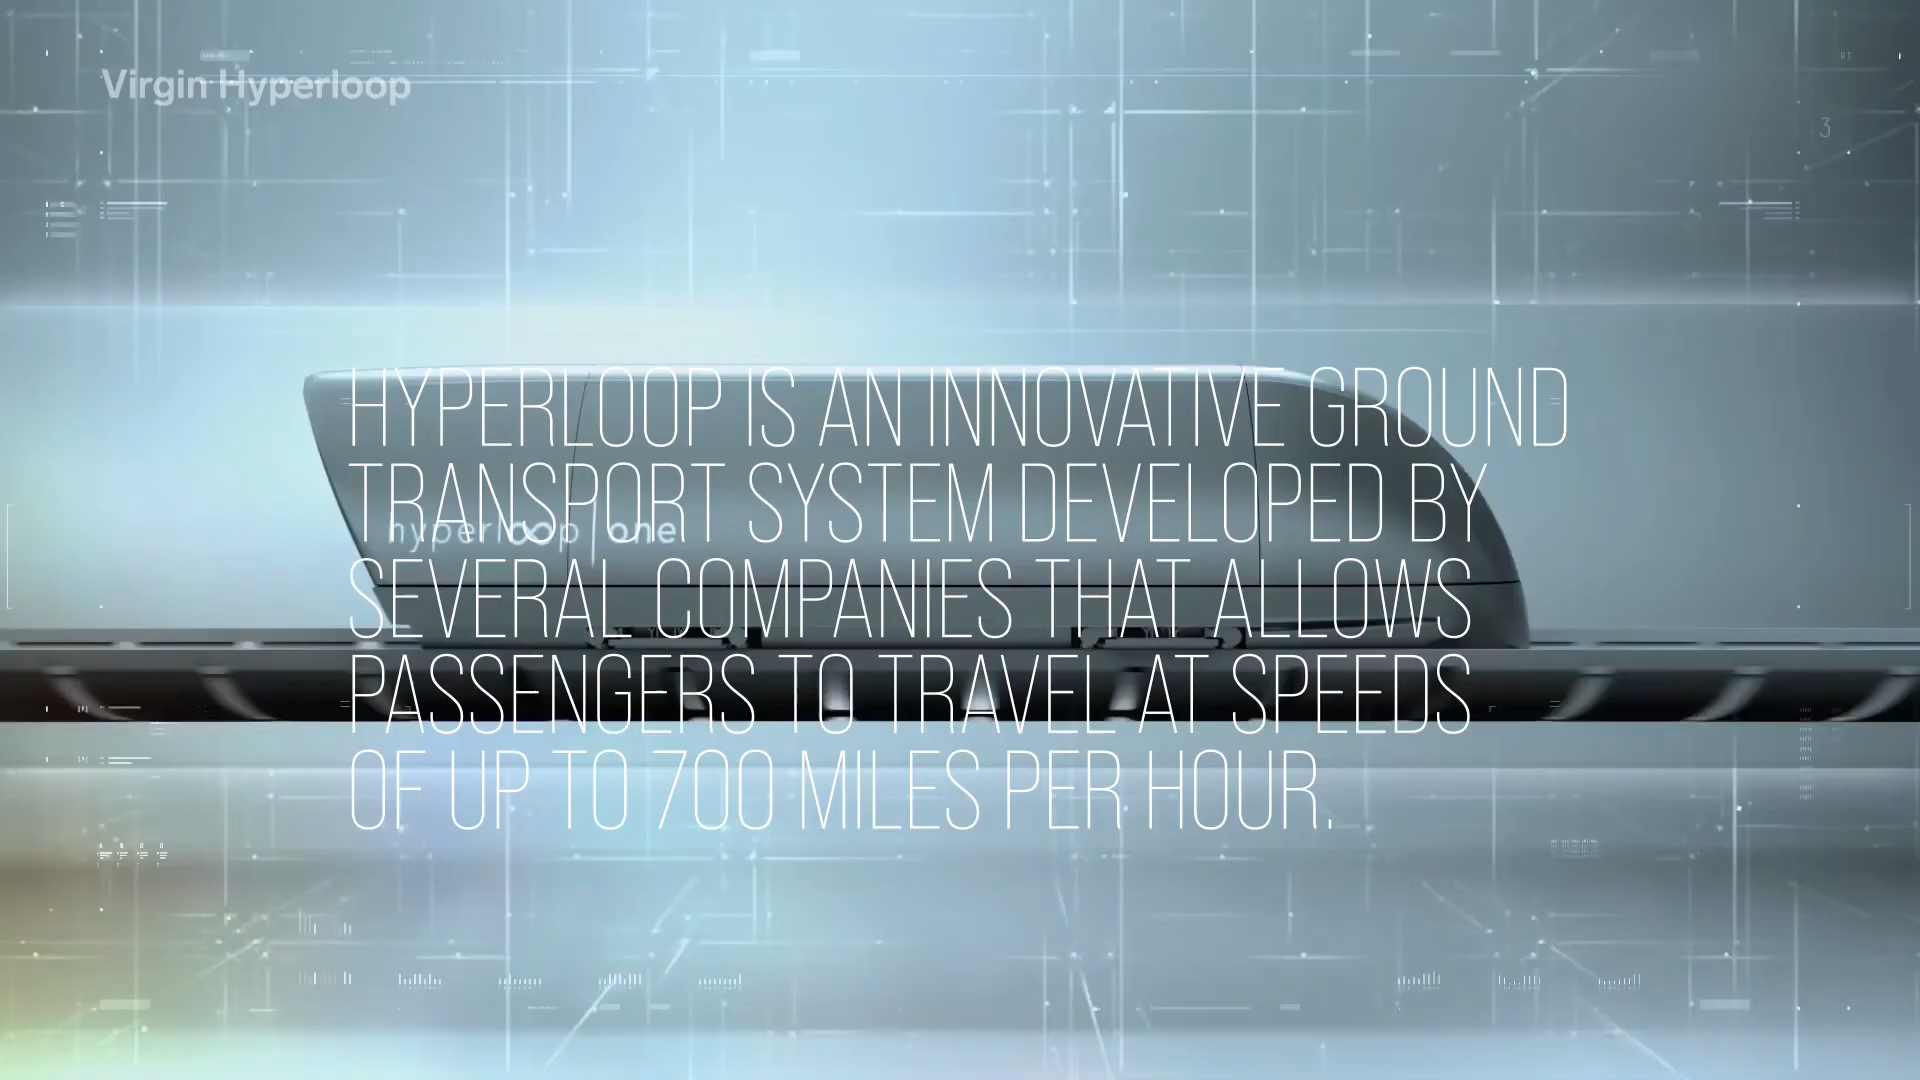 Virgin Hyperloop
3
HYPERLOOP IS AN INNOVATIVE GROUND
TRANSPORT SYSTEM DEVELOPED BY
hyperloop | one
SEVERAL COMPANIES THAT ALLOWS
PASSENGERS TO TRAVEL AT SPEEDS
OF UP TO 700 MILES PER HOUR.